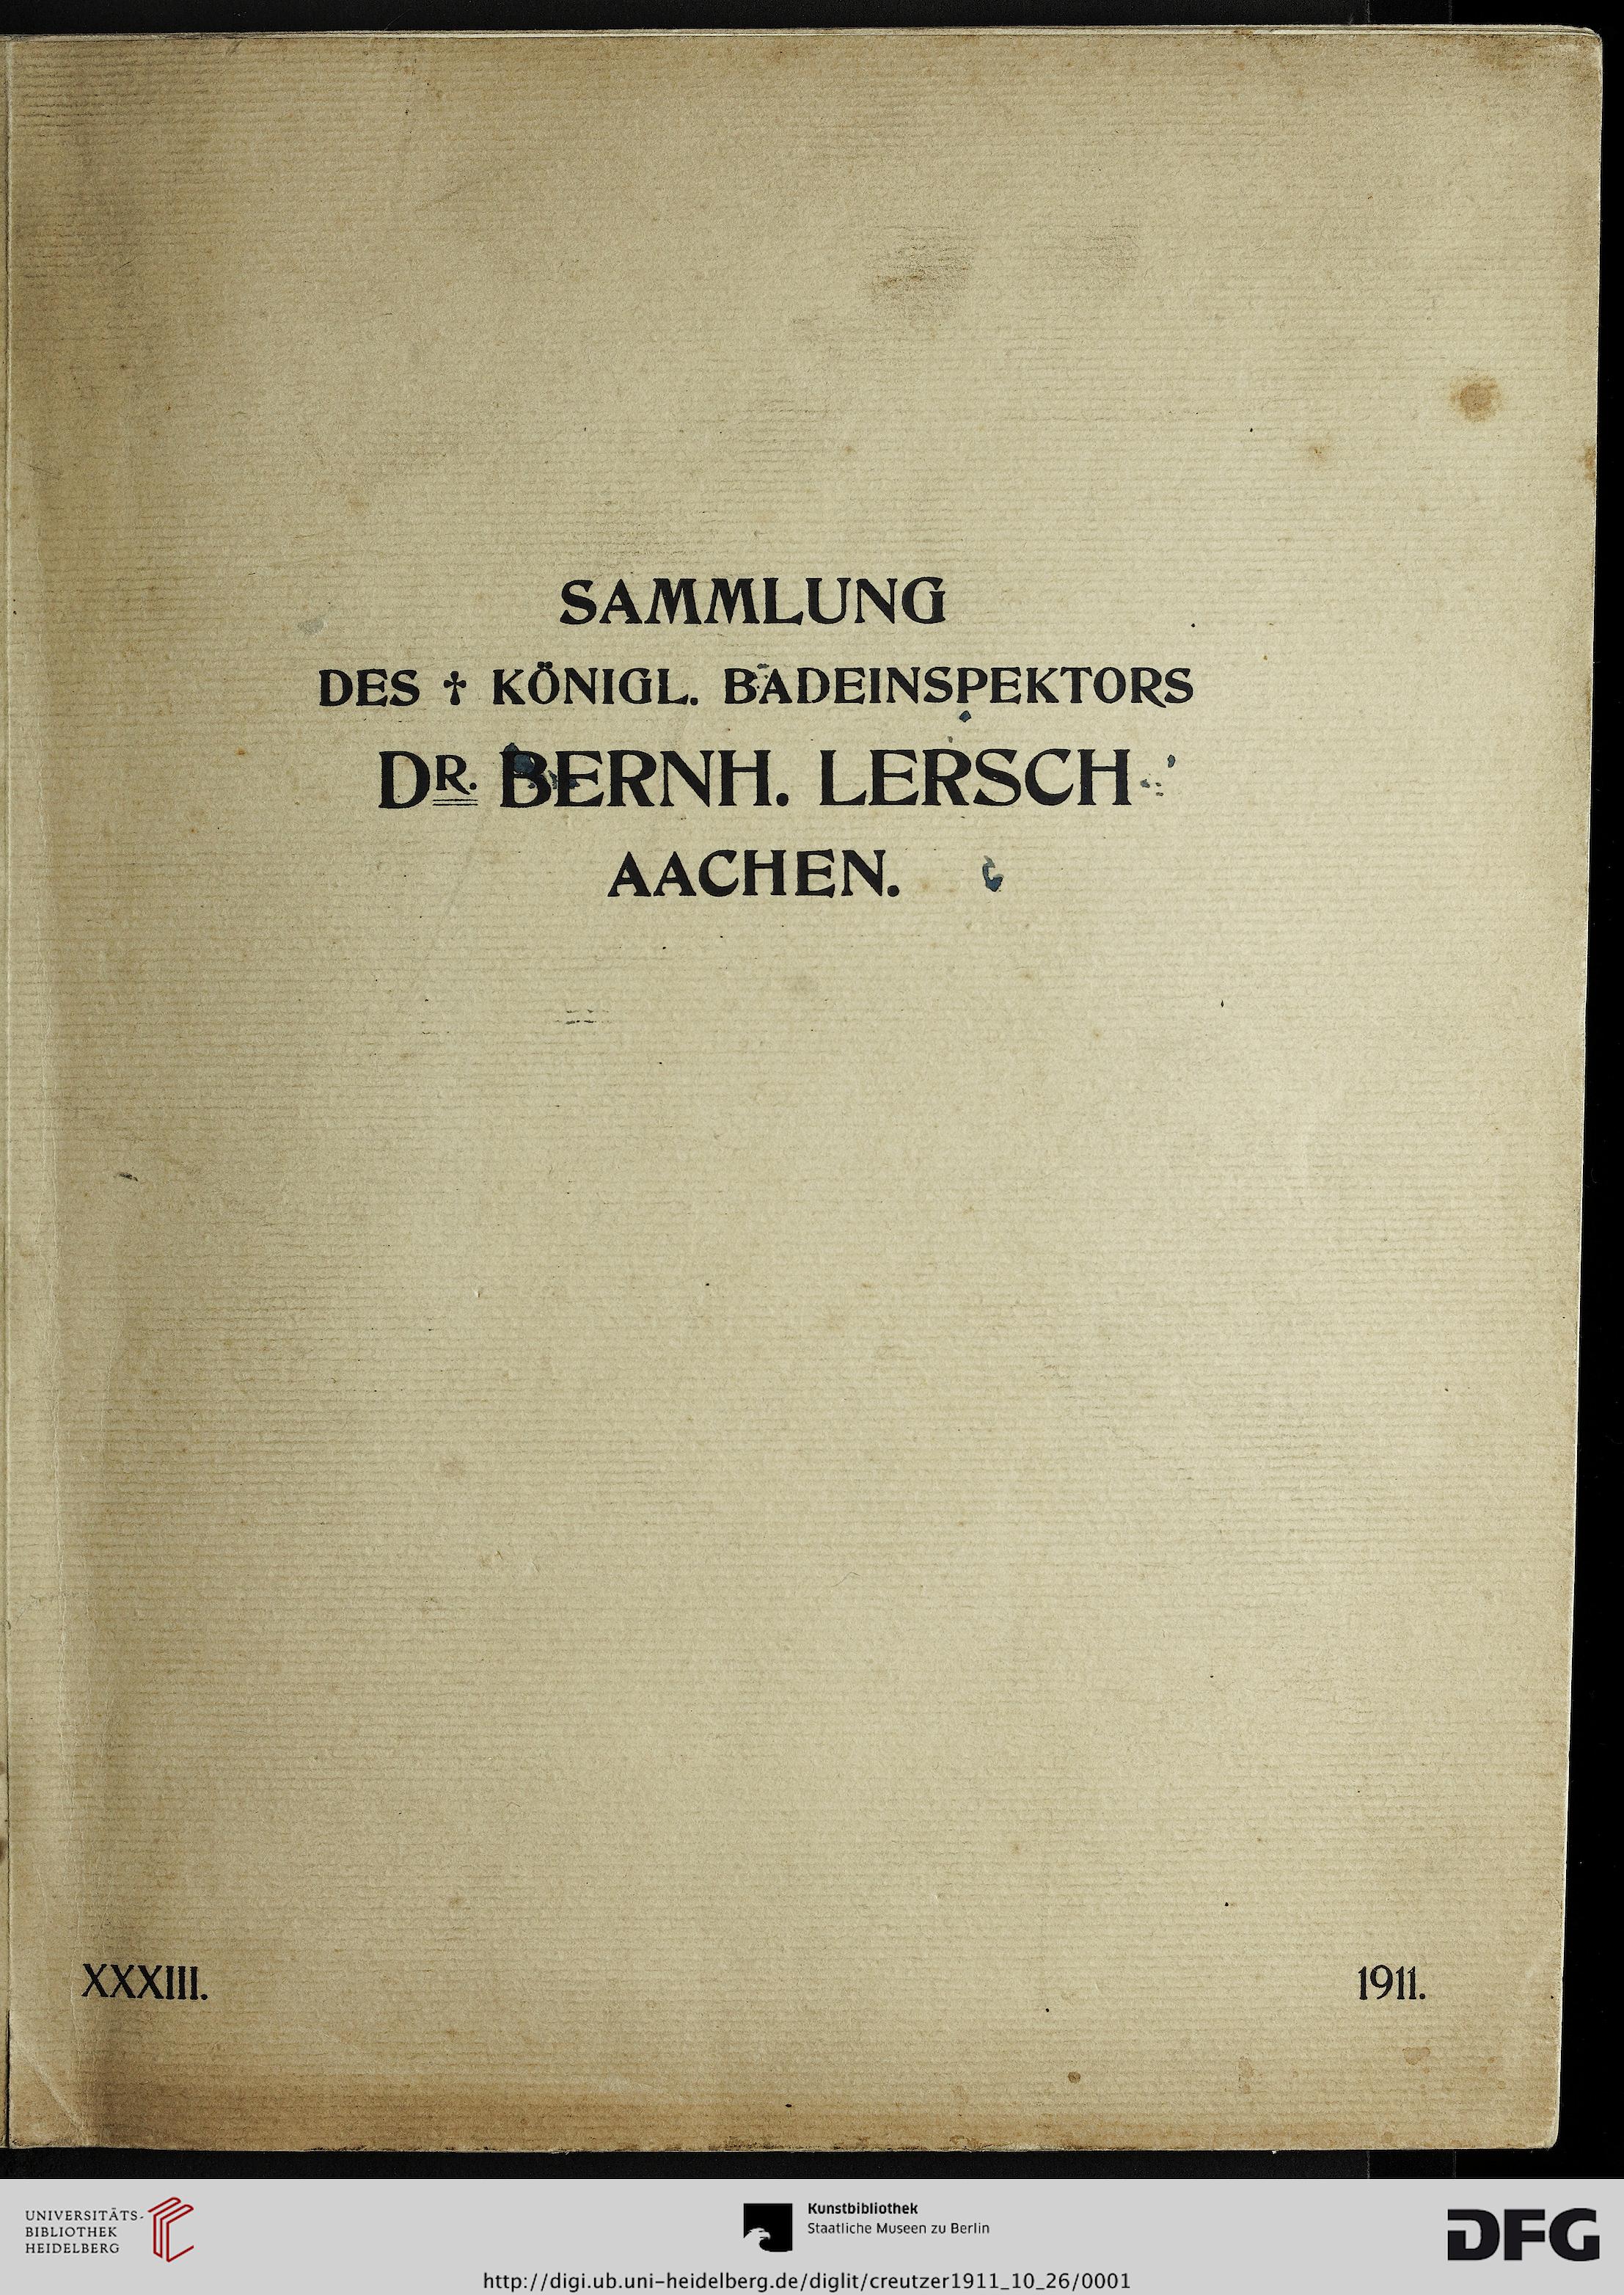 SAMMLUNG
DES † KÖNIGL. BADEINSPEKTORS
DR. BERNH. LERSCH
AACHEN.
XXXIII.
1911.
UNIVERSITÄTS-
BIBLIOTHEK
HEIDELBERG
Kunstbibliothek
Staatliche Museen zu Berlin
DFG
http://digi.ub.uni-heidelberg.de/diglit/creutzer1911_10_26/0001